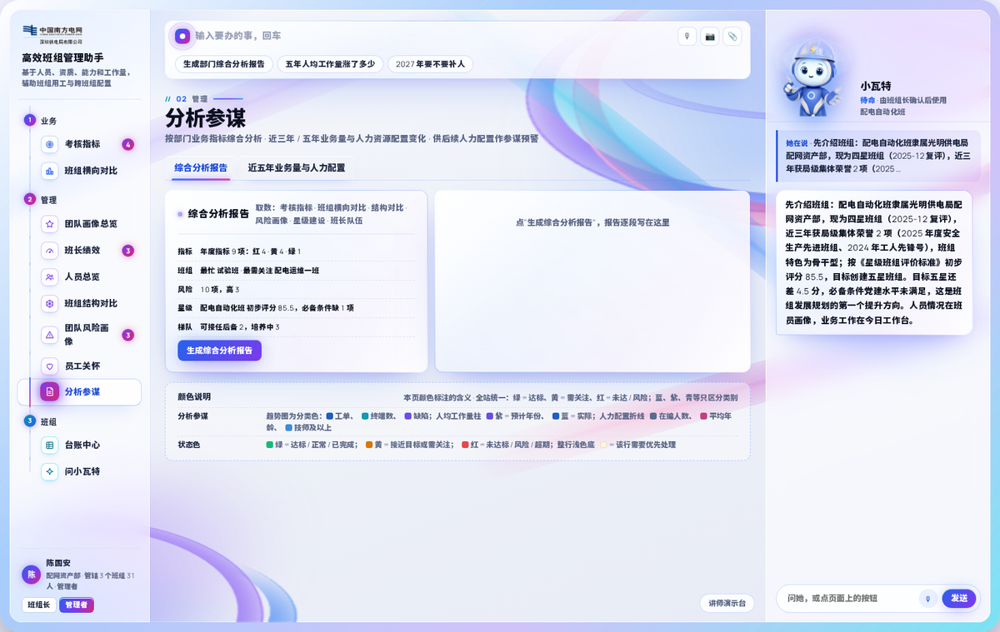 中国南方电网
深圳供电局有限公司
高效班组管理助手
基于人员、资质、能力和工作量，
辅助班组用工与跨班组配置
1 业务
考核指标 4
班组横向对比
2 管理
团队画像总览
班长绩效 3
人员总览
班组结构对比
团队风险画
像 3
员工关怀
分析参谋
3 班组
台账中心
问小瓦特
陈 陈国安
配网资产部 · 管辖 3 个班组 31
人 · 管理者
班组长 管理者
输入要办的事，回车
生成部门综合分析报告 五年人均工作量涨了多少 2027 年要不要补人
// 02 管理
分析参谋
按部门业务指标综合分析 · 近三年 / 五年业务量与人力资源配置变化 · 供后续人力配置作参谋预警
综合分析报告 近五年业务量与人力配置
综合分析报告 取数：考核指标 · 班组横向对比 · 结构对比 ·
风险画像 · 星级建设 · 班长队伍
指标 年度指标 9 项：红 4 · 黄 4 · 绿 1
班组 最忙 试验班 · 最需关注 配电运维一班
风险 10 项，高 3
星级 配电自动化班 初步评分 85.5，必备条件缺 1 项
梯队 可接任后备 2，培养中 3
生成综合分析报告
点“生成综合分析报告”，报告逐段写在这里
颜色说明 本页颜色标注的含义 · 全站统一：绿 = 达标、黄 = 需关注、红 = 未达 / 风险；蓝、紫、青等只区分类别
分析参谋 趋势图为分类色： 工单、 终端数、 缺陷；人均工作量柱 紫 = 预计年份、 蓝 = 实际；人力配置折线 在编人数、 平均年
龄、 技师及以上
状态色 绿 = 达标 / 正常 / 已完成； 黄 = 接近目标或需关注； 红 = 未达标 / 风险 / 超期；整行浅色底 = 该行需要优先处理
讲师演示台
小瓦特
待命 · 由班组长确认后使用
配电自动化班
她在说 · 先介绍班组：配电自动化班隶属光明供电局
配网资产部，现为四星班组（2025-12 复评），近三
年获局级集体荣誉 2 项（2025 …
先介绍班组：配电自动化班隶属光明供电局配
网资产部，现为四星班组（2025-12 复评），
近三年获局级集体荣誉 2 项（2025 年度安全
生产先进班组、2024 年工人先锋号），班组
特色为骨干型；按《星级班组评价标准》初步
评分 85.5，目标创建五星班组。目标五星还
差 4.5 分，必备条件党建水平未满足，这是班
组发展规划的第一个提升方向。人员情况在班
员画像，业务工作在今日工作台。
问她，或点页面上的按钮 发送